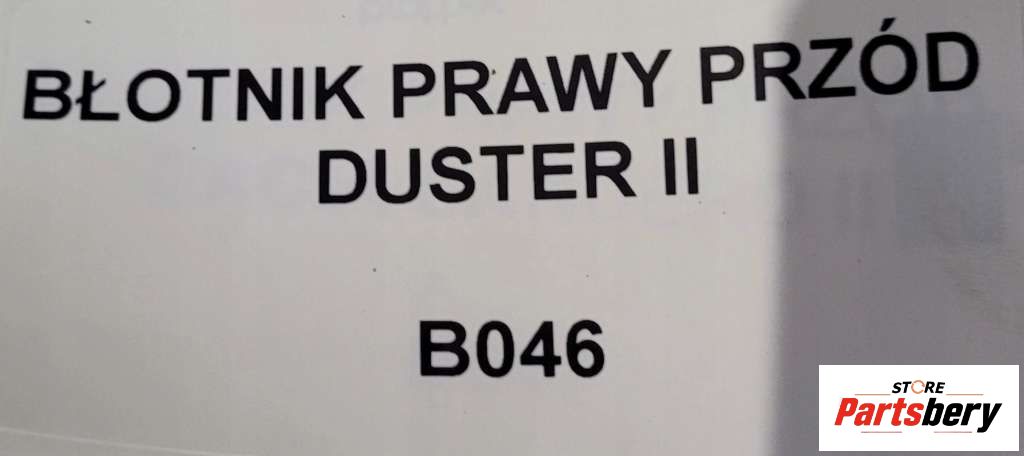 BŁOTNIK PRAWY PRZÓD
DUSTER II
B046
STORE
Partsbery